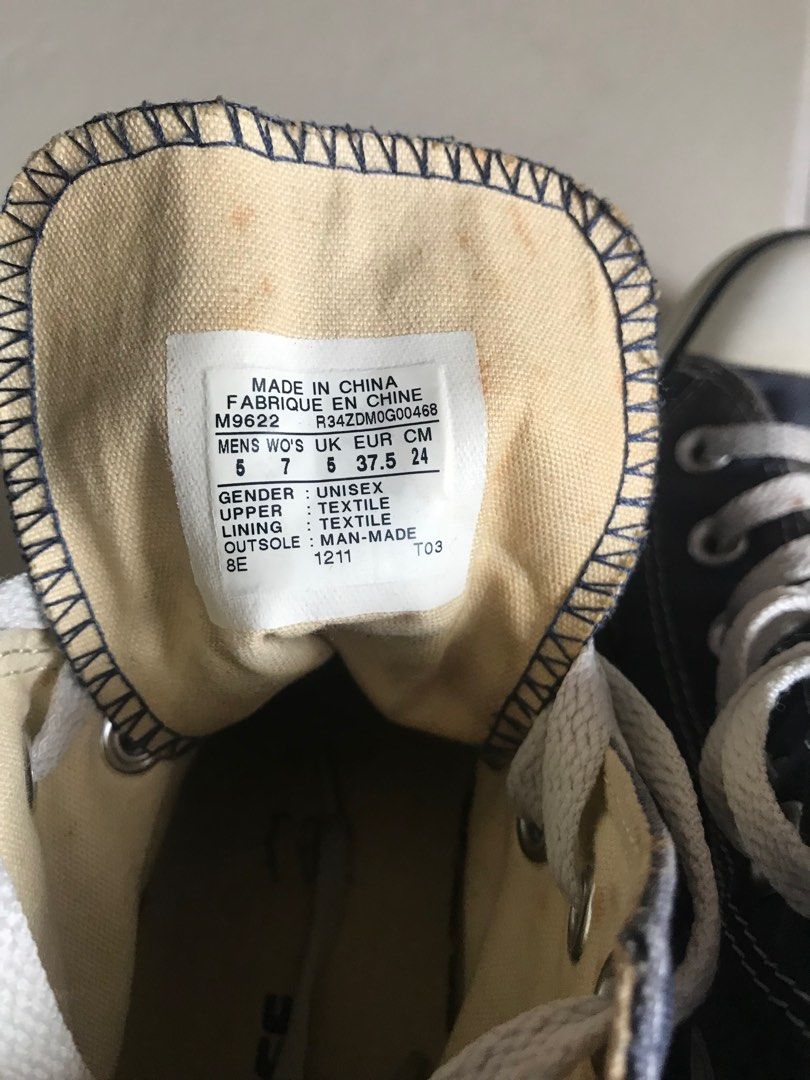 MADE IN CHINA
FABRIQUE EN CHINE
M9622 R34ZDM0G00468
MENS WO'S UK EUR CM
5 7 5 37.5 24
GENDER : UNISEX
UPPER : TEXTILE
LINING : TEXTILE
OUTSOLE : MAN-MADE
8E 1211 T03